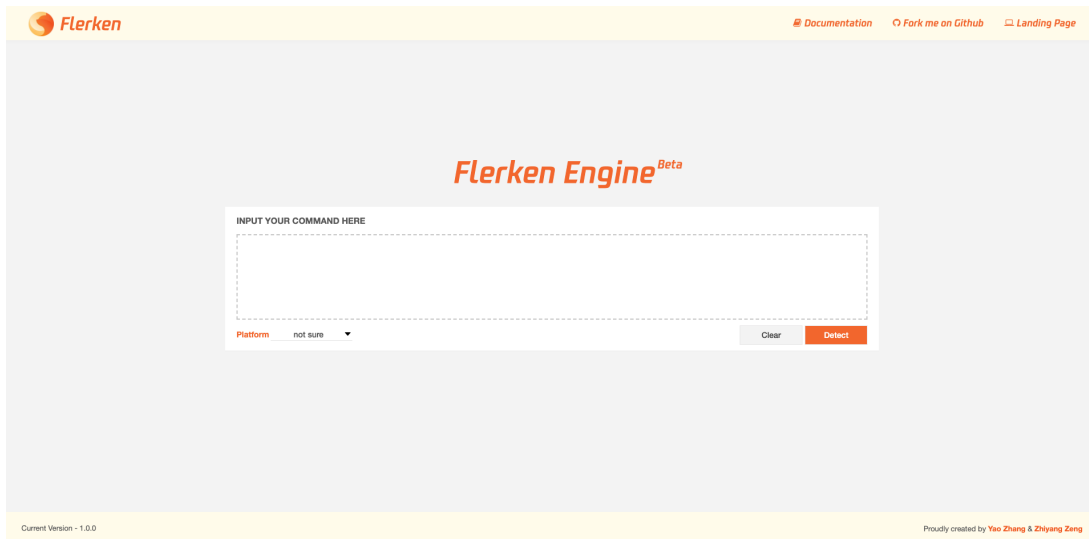 Flerken
Documentation Fork me on Github Landing Page
Flerken Engine Beta
INPUT YOUR COMMAND HERE
Platform not sure Clear Detect
Current Version - 1.0.0 Proudly created by Yao Zhang & Zhiyang Zeng